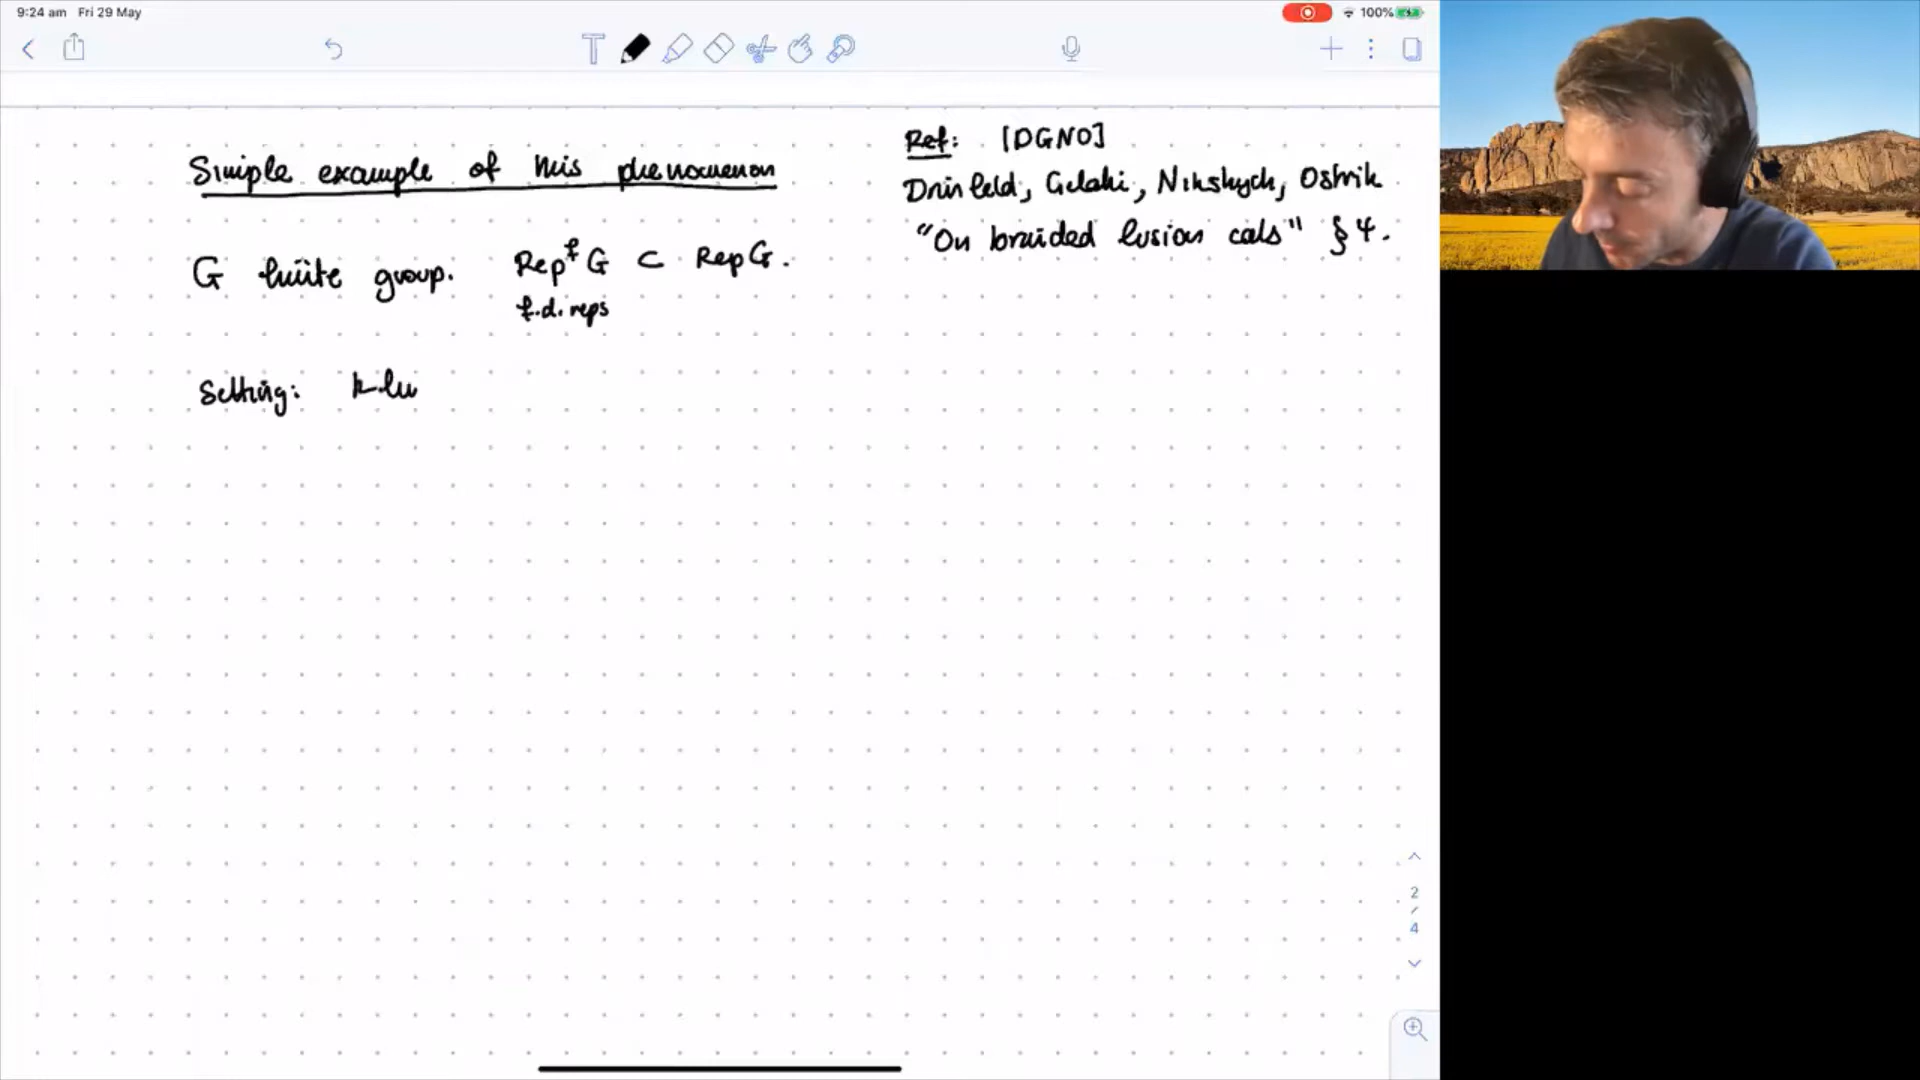 9:24 am Fri 29 May
100%
Simple example of this phenomenon
Ref: [DGNO]
Drinfeld, Gelaki, Nikshych, Ostrik
"On braided fusion cats" § 4.
G finite group. Rep^f G ⊂ Rep G.
f.d. reps
Setting: k-lin
2
/
4